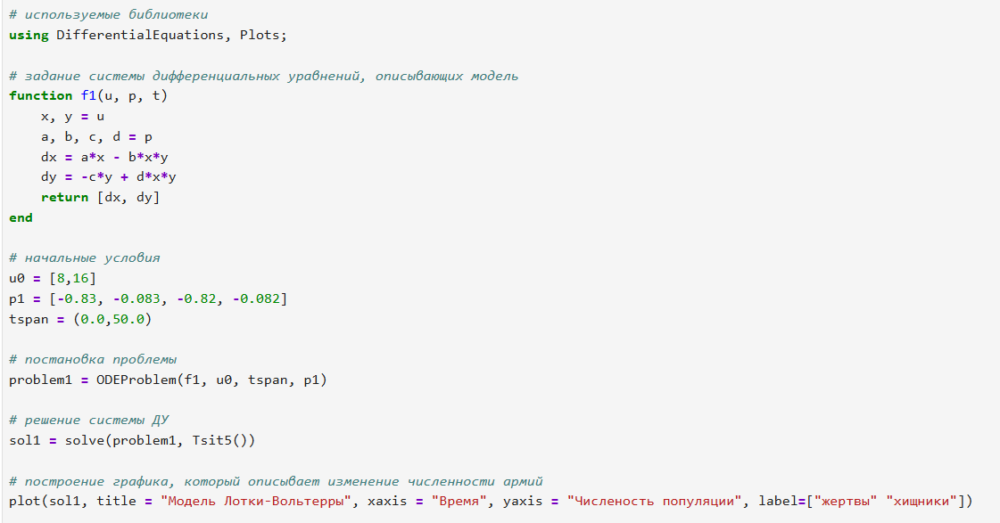 # используемые библиотеки
using DifferentialEquations, Plots;
# задание системы дифференциальных уравнений, описывающих модель
function f1(u, p, t)
    x, y = u
    a, b, c, d = p
    dx = a*x - b*x*y
    dy = -c*y + d*x*y
    return [dx, dy]
end
# начальные условия
u0 = [8,16]
p1 = [-0.83, -0.083, -0.82, -0.082]
tspan = (0.0,50.0)
# постановка проблемы
problem1 = ODEProblem(f1, u0, tspan, p1)
# решение системы ДУ
sol1 = solve(problem1, Tsit5())
# построение графика, который описывает изменение численности армий
plot(sol1, title = "Модель Лотки-Вольтерры", xaxis = "Время", yaxis = "Численость популяции", label=["жертвы" "хищники"])